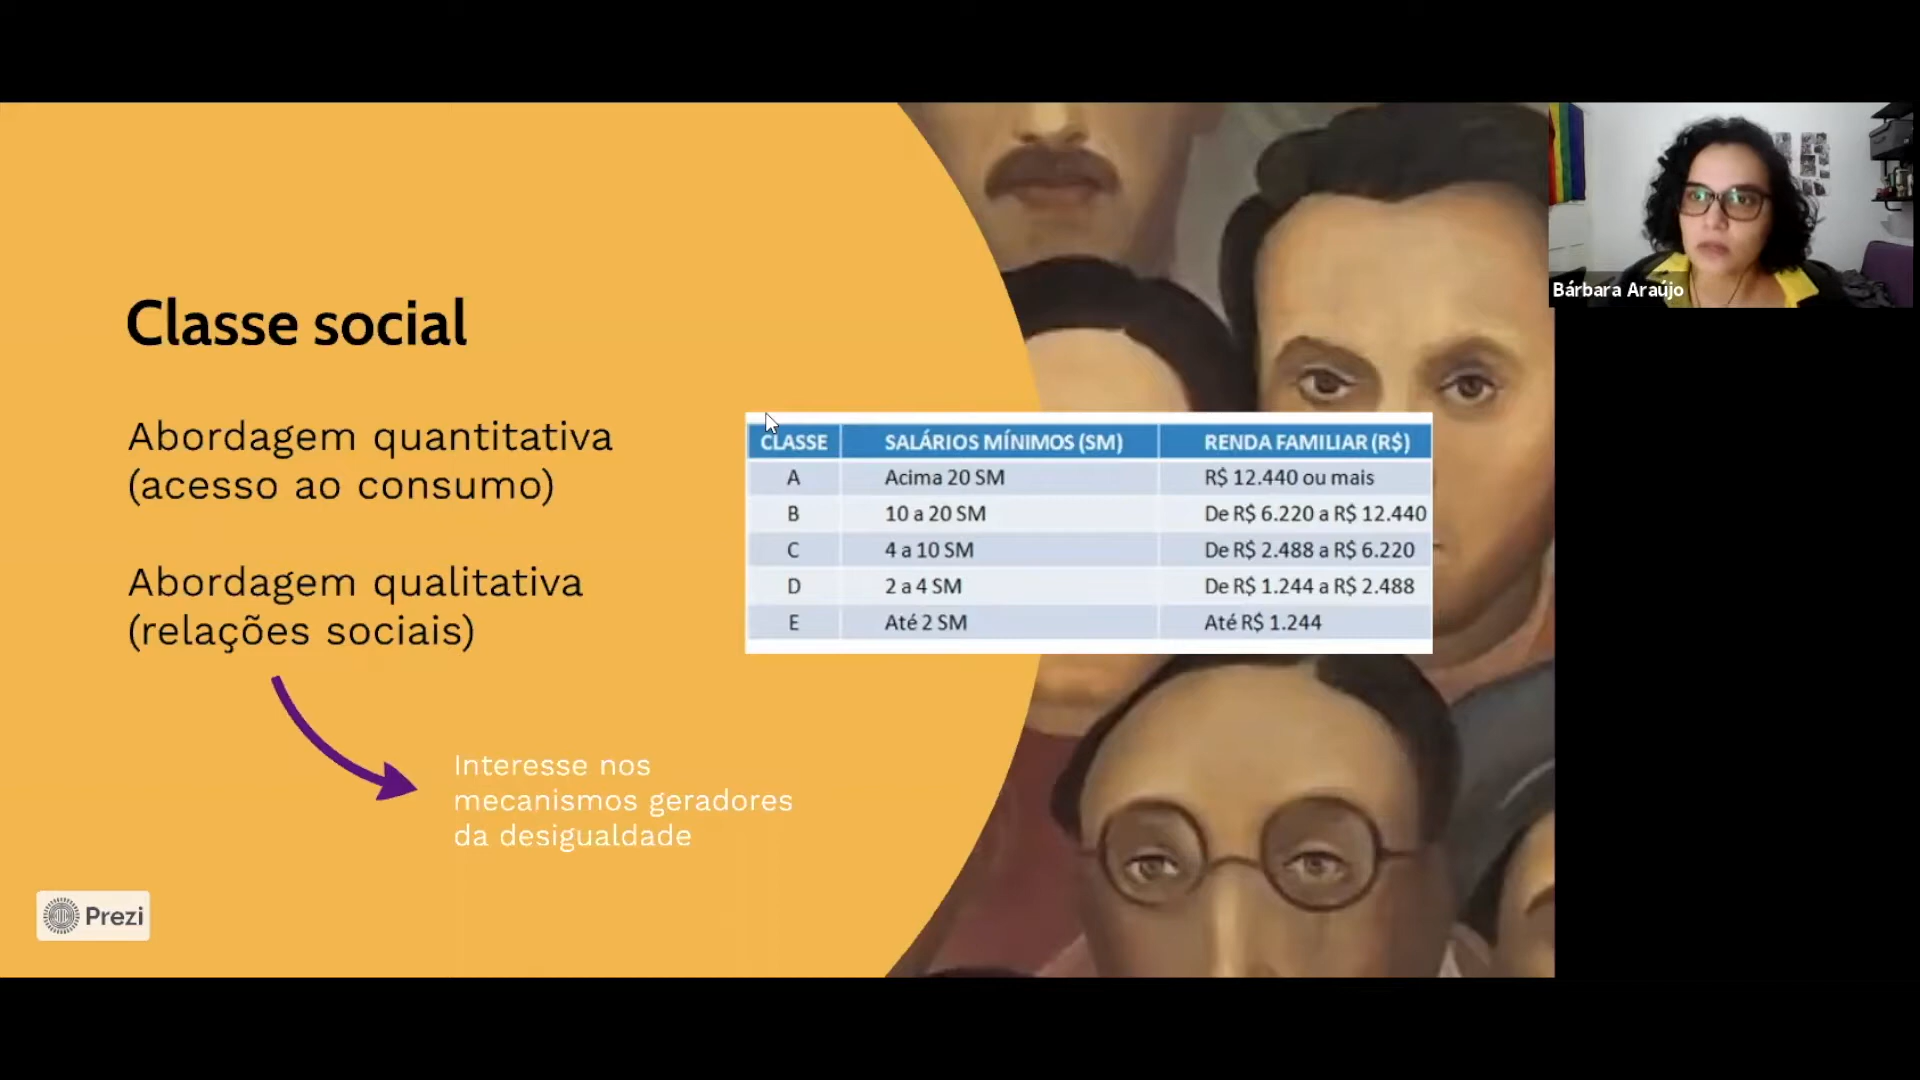 Classe social
Abordagem quantitativa
(acesso ao consumo)
Abordagem qualitativa
(relações sociais)
Interesse nos
mecanismos geradores
da desigualdade
CLASSE SALÁRIOS MÍNIMOS (SM) RENDA FAMILIAR (R$)
A Acima 20 SM R$ 12.440 ou mais
B 10 a 20 SM De R$ 6.220 a R$ 12.440
C 4 a 10 SM De R$ 2.488 a R$ 6.220
D 2 a 4 SM De R$ 1.244 a R$ 2.488
E Até 2 SM Até R$ 1.244
Prezi
Bárbara Araújo